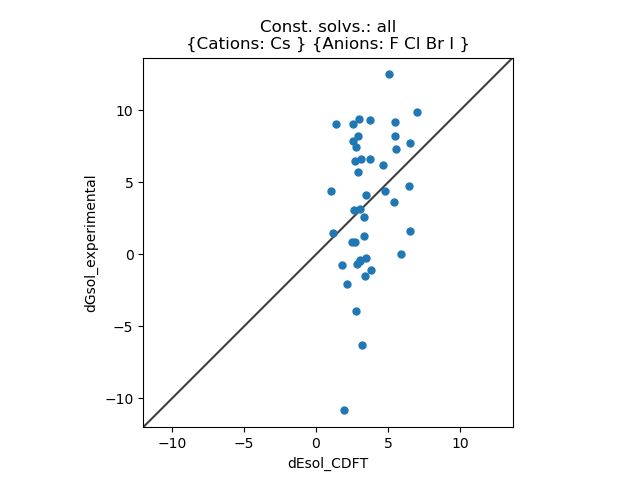 Const. solvs.: all
{Cations: Cs } {Anions: F Cl Br I }
dGsol_experimental
10
5
0
−5
−10
−10
−5
0
5
10
dEsol_CDFT